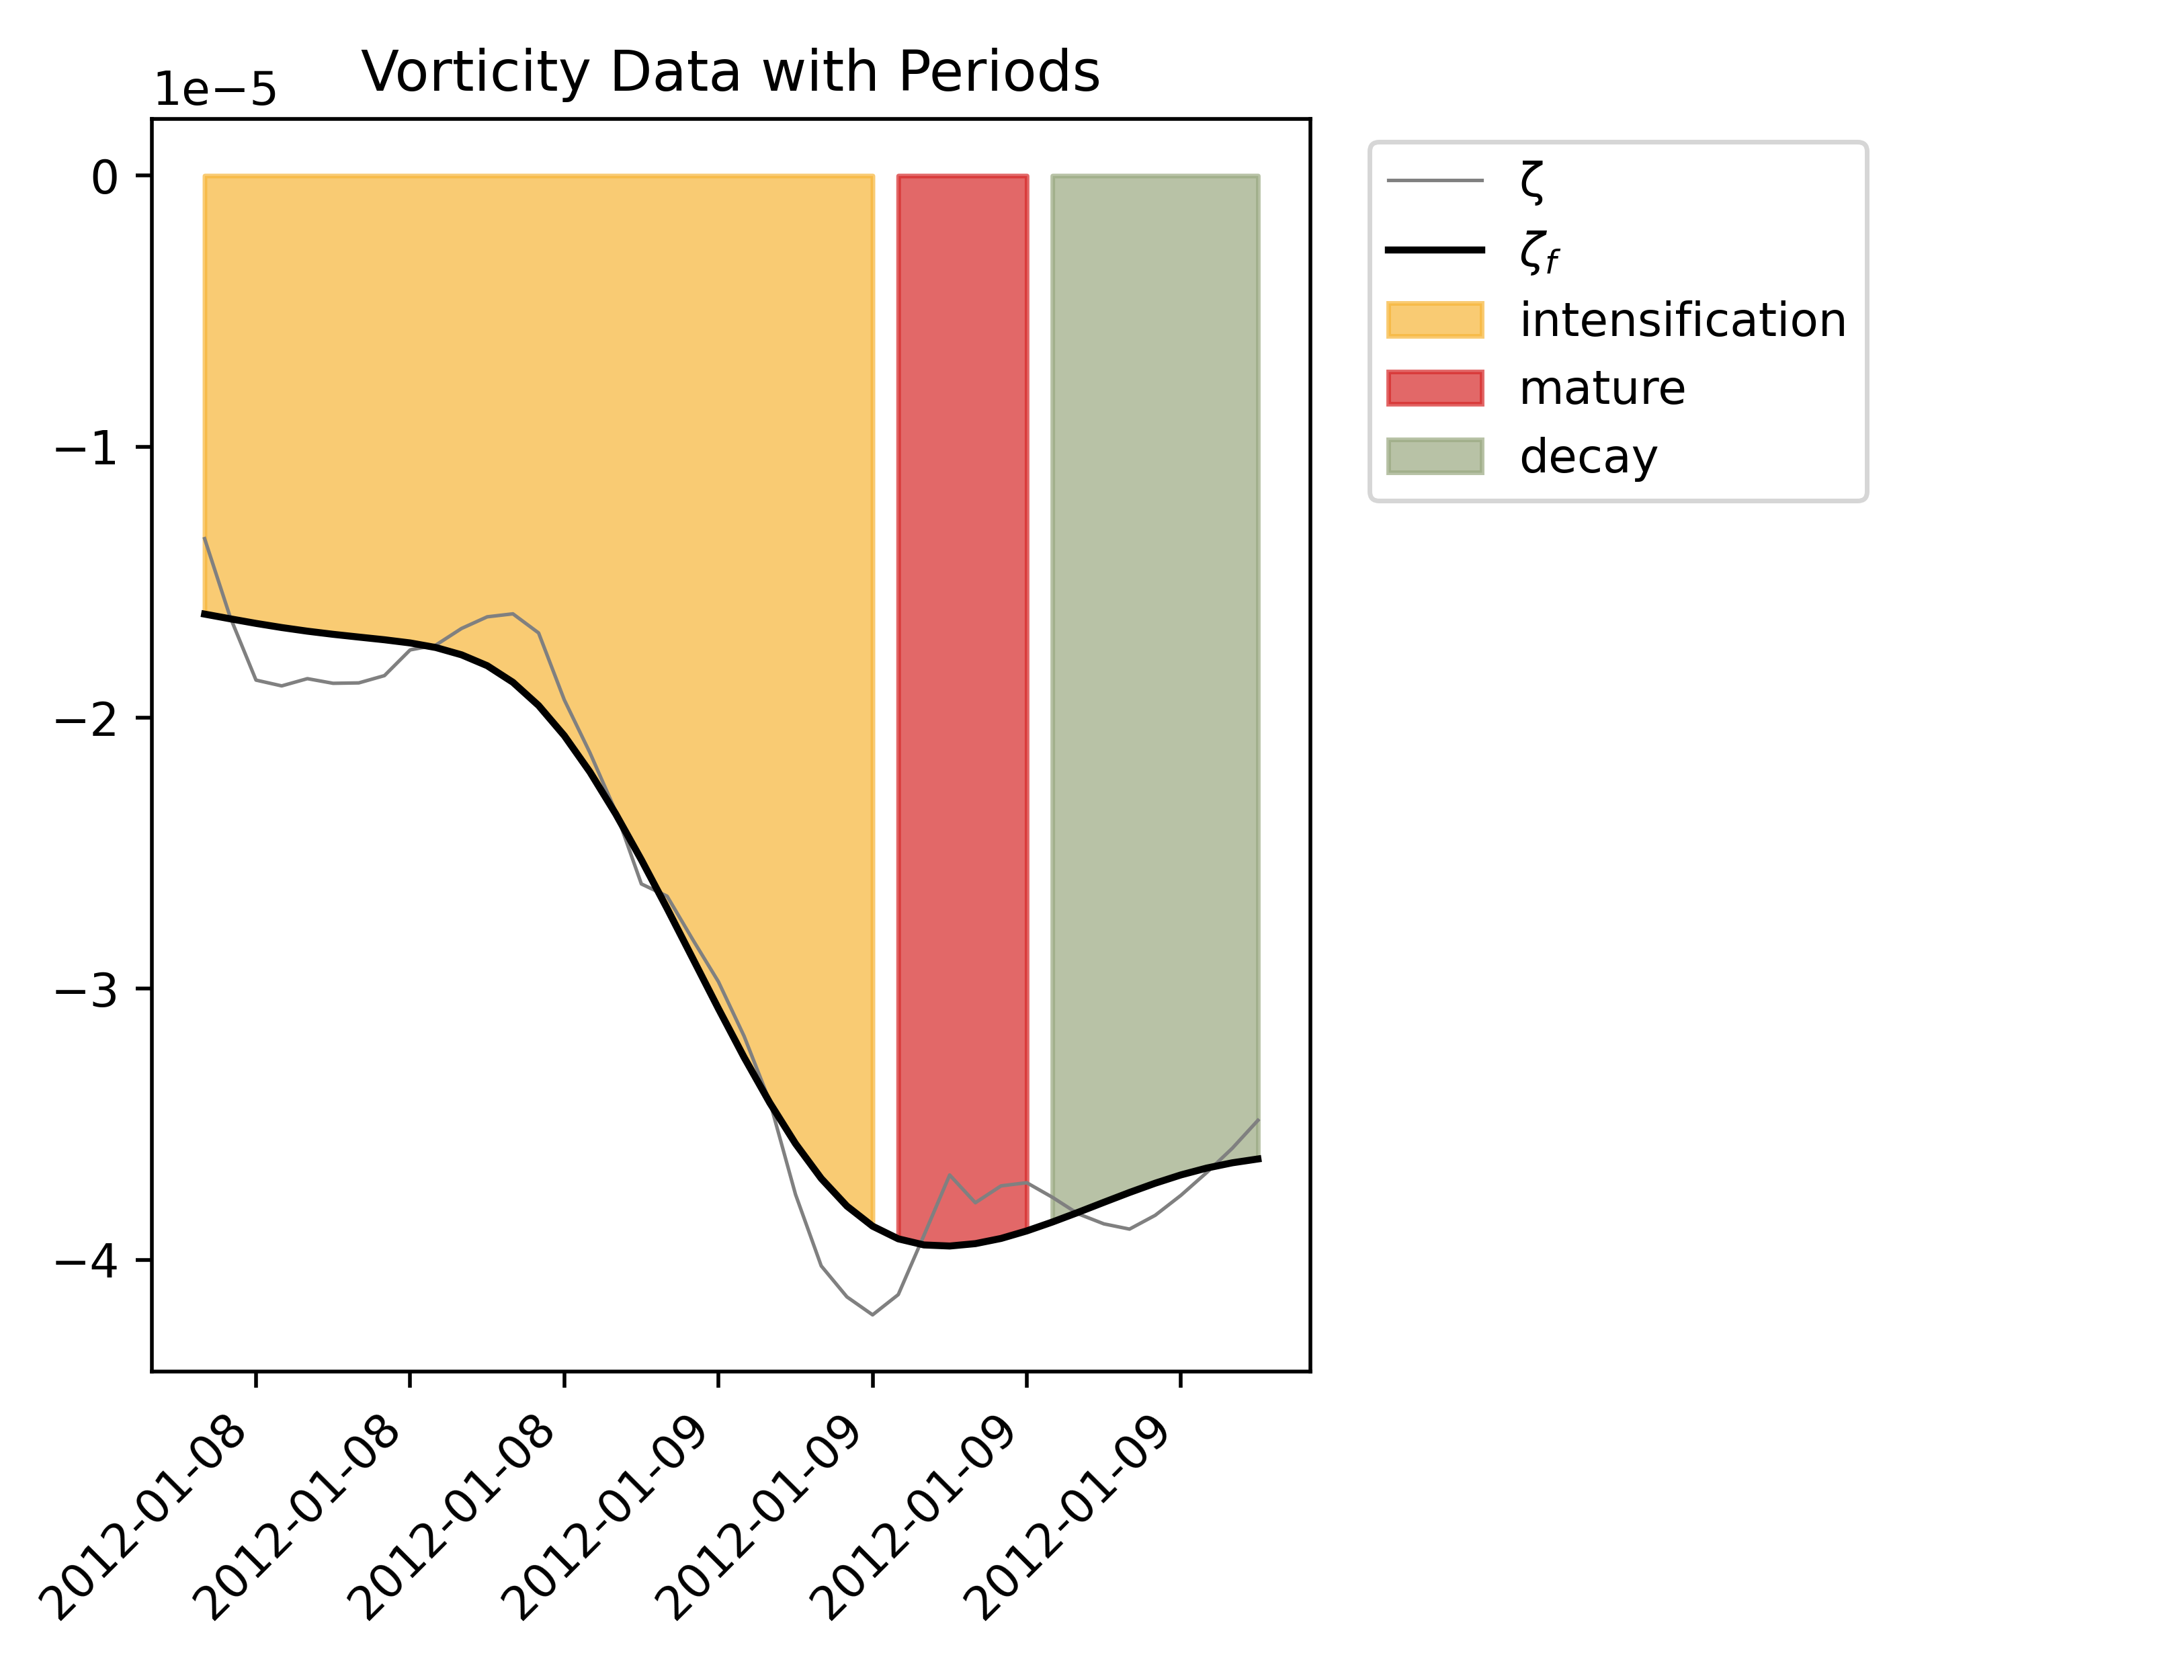 Vorticity Data with Periods
1e−5
0
−1
−2
−3
−4
2012-01-08
2012-01-08
2012-01-08
2012-01-09
2012-01-09
2012-01-09
2012-01-09
ζ
ζf
intensification
mature
decay